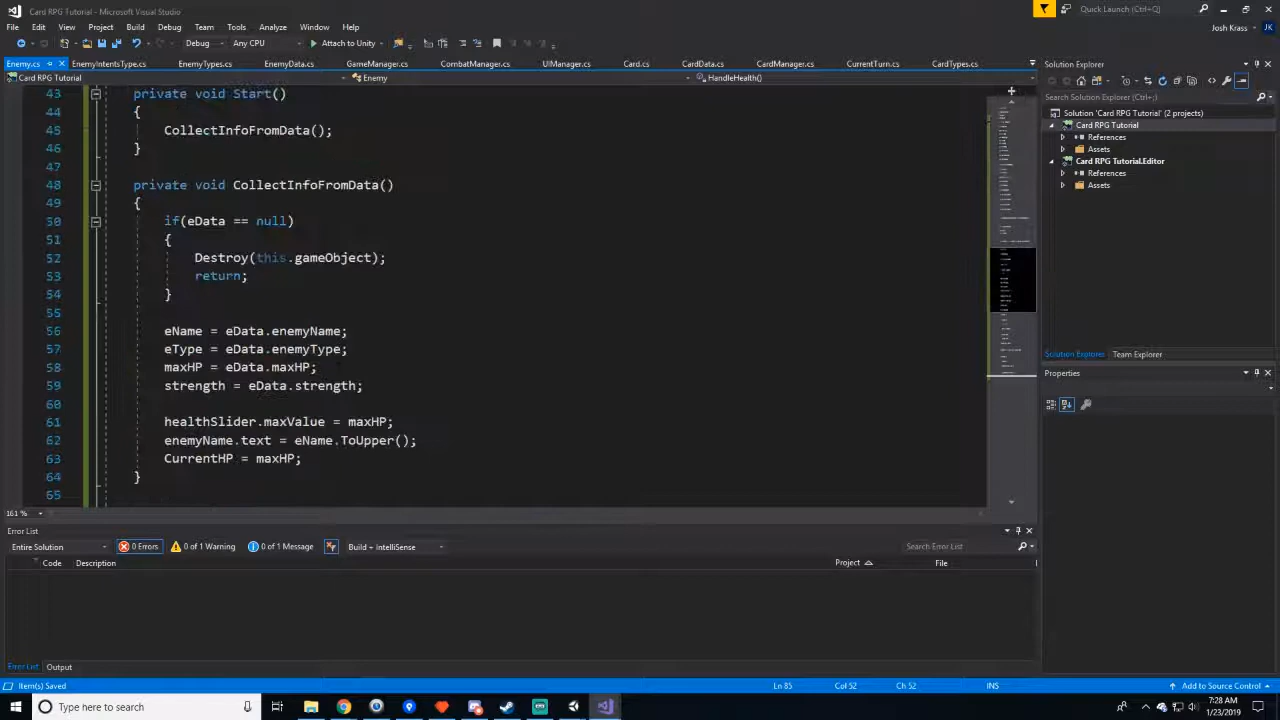 Card RPG Tutorial - Microsoft Visual Studio
Quick Launch (Ctrl+;)
File Edit View Project Build Debug Team Tools Analyze Window Help
Josh Krass JK
Debug Any CPU Attach to Unity
Enemy.cs EnemyIntentsType.cs EnemyTypes.cs EnemyData.cs GameManager.cs CombatManager.cs UIManager.cs Card.cs CardData.cs CardManager.cs CurrentTurn.cs CardTypes.cs
Card RPG Tutorial Enemy HandleHealth()
43 private void Start()
44 {
45 CollectInfoFromData();
46 }
47
48 private void CollectInfoFromData()
49 {
50 if(eData == null)
51 {
52 Destroy(this.gameObject);
53 return;
54 }
55
56 eName = eData.enemyName;
57 eType = eData.enemyType;
58 maxHP = eData.maxHP;
59 strength = eData.strength;
60
61 healthSlider.maxValue = maxHP;
62 enemyName.text = eName.ToUpper();
63 CurrentHP = maxHP;
64 }
65
161 %
Solution Explorer
Search Solution Explorer (Ctrl+;)
Solution 'Card RPG Tutorial' (2 projects)
Card RPG Tutorial
References
Assets
Card RPG Tutorial.Editor
References
Assets
Solution Explorer Team Explorer
Properties
Error List
Entire Solution 0 Errors 0 of 1 Warning 0 of 1 Message Build + IntelliSense Search Error List
Code Description Project File
Error List Output
Item(s) Saved Ln 85 Col 52 Ch 52 INS Add to Source Control
Type here to search
7:28 AM
1/23/2019